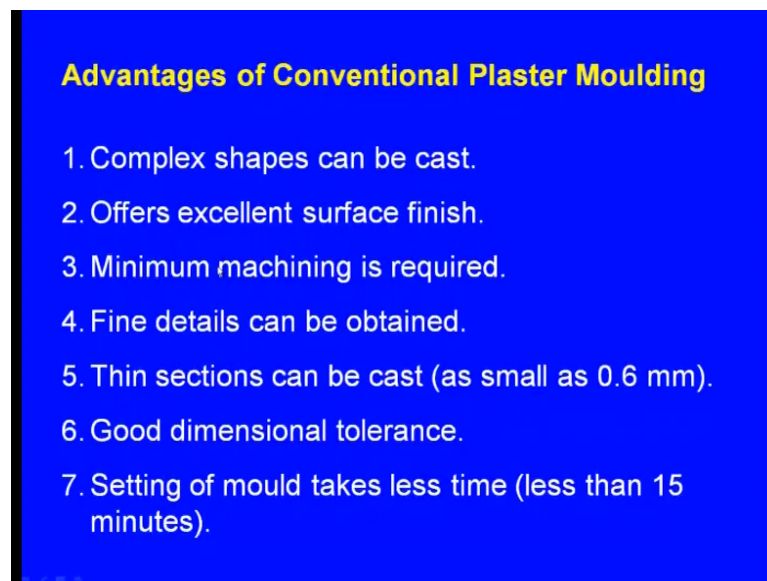 Advantages of Conventional Plaster Moulding
1. Complex shapes can be cast.
2. Offers excellent surface finish.
3. Minimum machining is required.
4. Fine details can be obtained.
5. Thin sections can be cast (as small as 0.6 mm).
6. Good dimensional tolerance.
7. Setting of mould takes less time (less than 15
minutes).